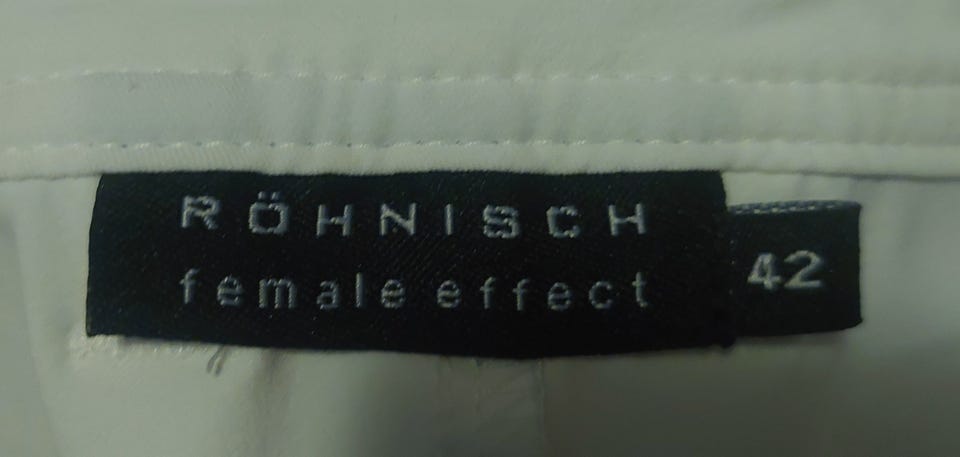 RÖHNISCH
female effect
42